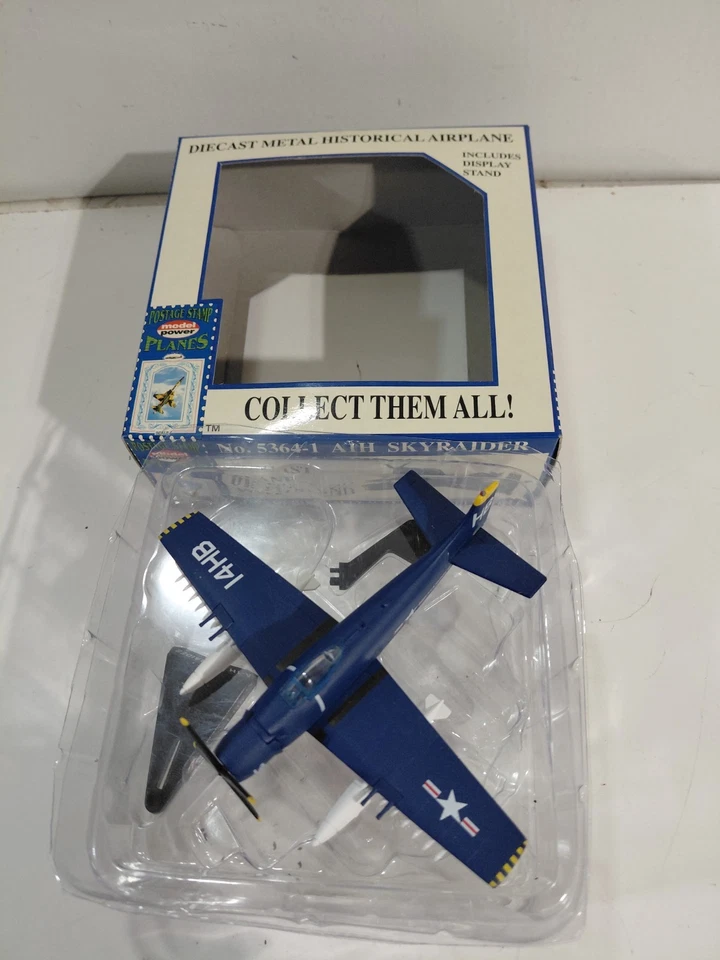 DIECAST METAL HISTORICAL AIRPLANE
INCLUDES
DISPLAY
STAND
POSTAGE STAMP
model
power
PLANES
TM
COLLECT THEM ALL!
No. 5364-1 A1H SKYRAIDER
14HB